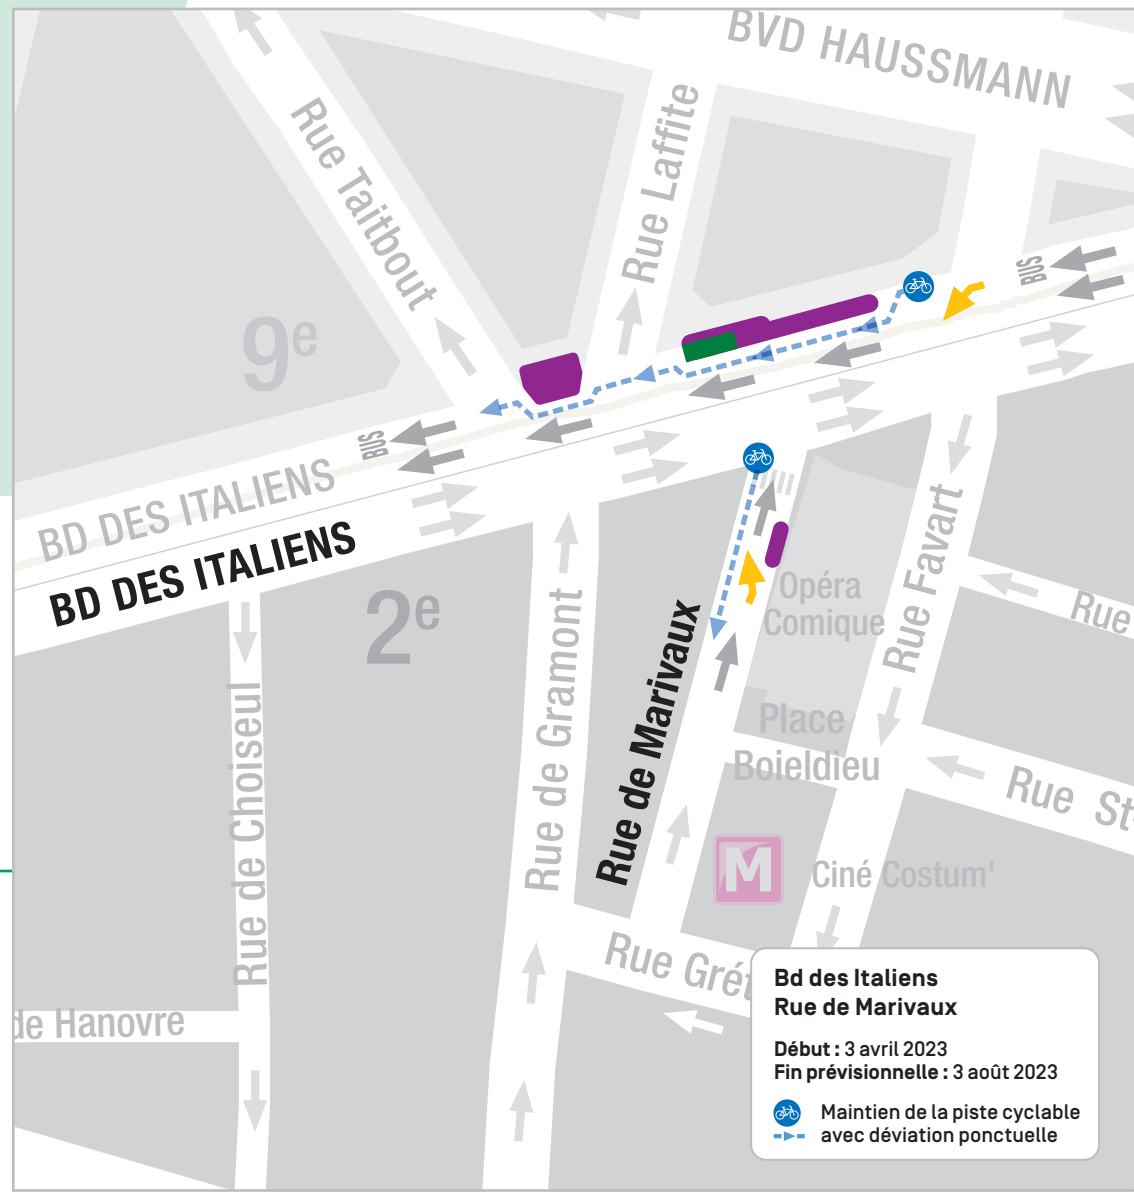 BVD HAUSSMANN
Rue Taitbout
Rue Laffite
BUS
9e
BUS
BD DES ITALIENS
BD DES ITALIENS
2e
Opéra
Comique
Rue Favart
Rue
Rue de Marivaux
Rue de Gramont
Rue de Choiseul
Place
Boieldieu
Rue St-
M
Ciné Costum'
Rue Grét
de Hanovre
Bd des Italiens
Rue de Marivaux
Début : 3 avril 2023
Fin prévisionnelle : 3 août 2023
Maintien de la piste cyclable
avec déviation ponctuelle